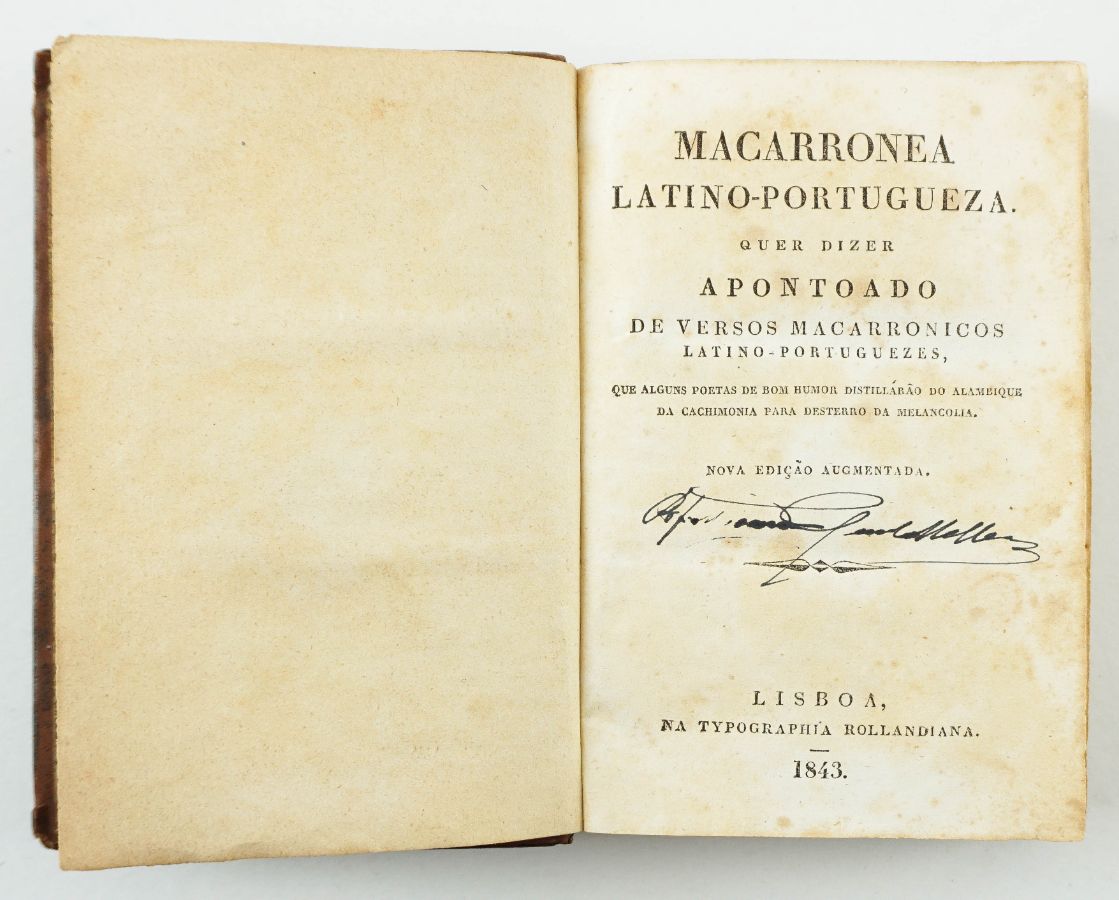 MACARRONEA
LATINO-PORTUGUEZA.
QUER DIZER
APONTOADO
DE VERSOS MACARRONICOS
LATINO-PORTUGUEZES,
QUE ALGUNS POETAS DE BOM HUMOR DISTILLÁRÃO DO ALAMBIQUE
DA CACHIMONIA PARA DESTERRO DA MELANCOLIA.
NOVA EDIÇÃO AUGMENTADA.
LISBOA,
NA TYPOGRAPHIA ROLLANDIANA.
1843.